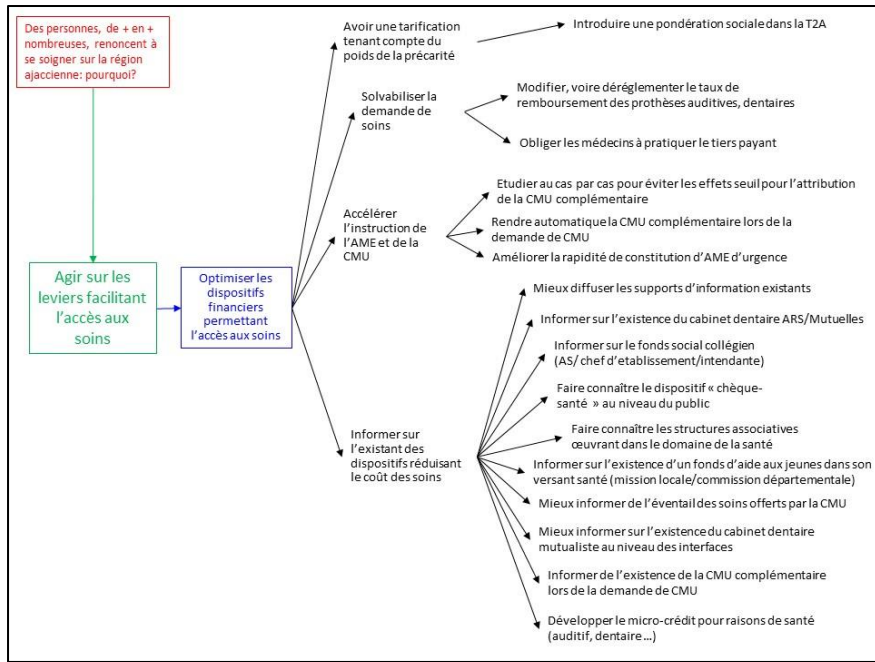 Des personnes, de + en +
nombreuses, renoncent à
se soigner sur la région
ajaccienne: pourquoi?
Agir sur les
leviers facilitant
l'accès aux
soins
Optimiser les
dispositifs
financiers
permettant
l'accès aux soins
Avoir une tarification
tenant compte du
poids de la précarité
Introduire une pondération sociale dans la T2A
Solvabiliser la
demande de
soins
Modifier, voire déréglementer le taux de
remboursement des prothèses auditives, dentaires
Obliger les médecins à pratiquer le tiers payant
Accélérer
l'instruction de
l'AME et de la
CMU
Etudier au cas par cas pour éviter les effets seuil pour l'attribution
de la CMU complémentaire
Rendre automatique la CMU complémentaire lors de la
demande de CMU
Améliorer la rapidité de constitution d'AME d'urgence
Informer sur
l'existant des
dispositifs réduisant
le coût des soins
Mieux diffuser les supports d'information existants
Informer sur l'existence du cabinet dentaire ARS/Mutuelles
Informer sur le fonds social collégien
(AS/ chef d'etablissement/intendante)
Faire connaître le dispositif « chèque-
santé » au niveau du public
Faire connaître les structures associatives
œuvrant dans le domaine de la santé
Informer sur l'existence d'un fonds d'aide aux jeunes dans son
versant santé (mission locale/commission départementale)
Mieux informer de l'éventail des soins offerts par la CMU
Mieux informer sur l'existence du cabinet dentaire
mutualiste au niveau des interfaces
Informer de l'existence de la CMU complémentaire
lors de la demande de CMU
Développer le micro-crédit pour raisons de santé
(auditif, dentaire ...)